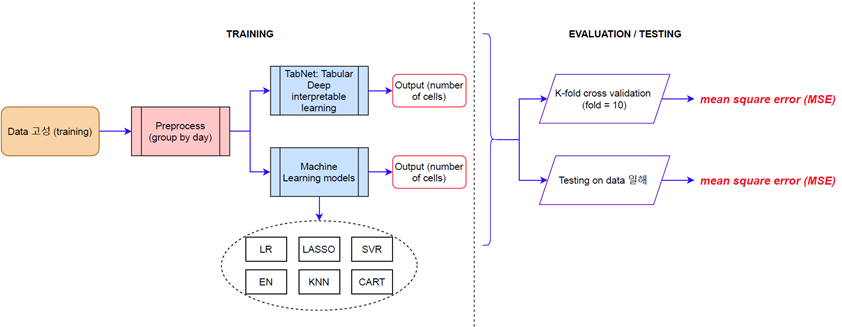 TRAINING
EVALUATION / TESTING
Data 고성 (training)
Preprocess
(group by day)
TabNet: Tabular
Deep
interpretable
learning
Output (number
of cells)
Machine
Learning models
Output (number
of cells)
LR
LASSO
SVR
EN
KNN
CART
K-fold cross validation
(fold = 10)
mean square error (MSE)
Testing on data 일해
mean square error (MSE)